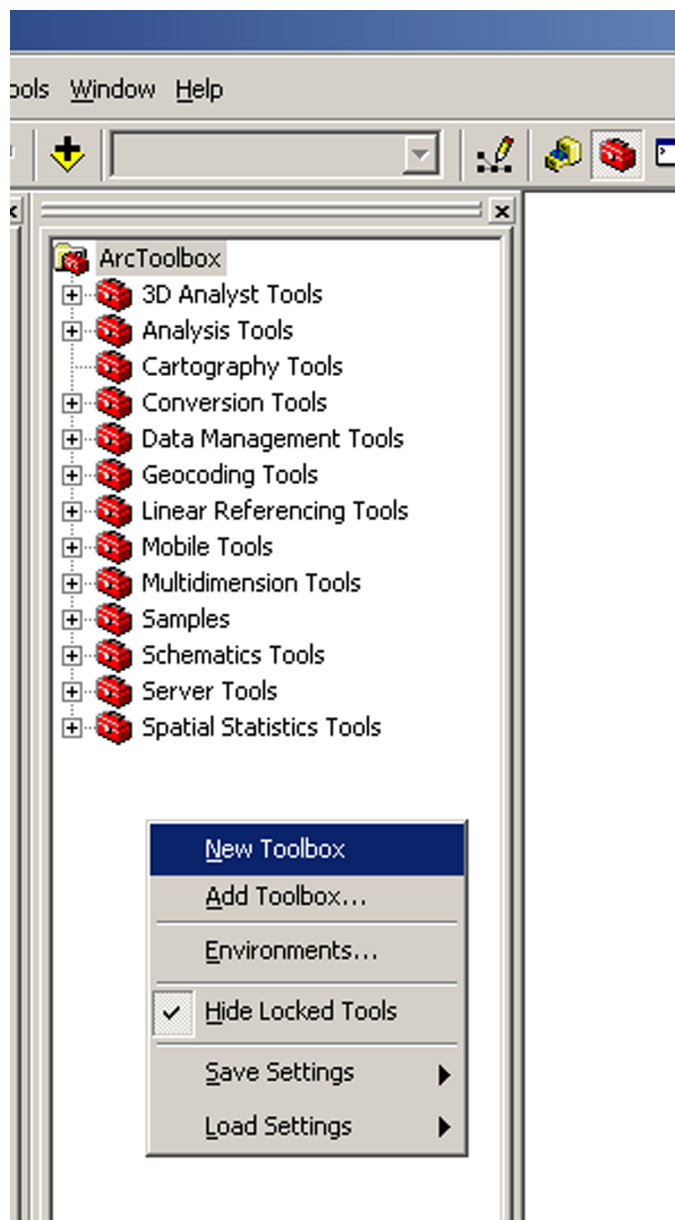 Window Help
ArcToolbox
3D Analyst Tools
Analysis Tools
Cartography Tools
Conversion Tools
Data Management Tools
Geocoding Tools
Linear Referencing Tools
Mobile Tools
Multidimension Tools
Samples
Schematics Tools
Server Tools
Spatial Statistics Tools
New Toolbox
Add Toolbox...
Environments...
Hide Locked Tools
Save Settings
Load Settings